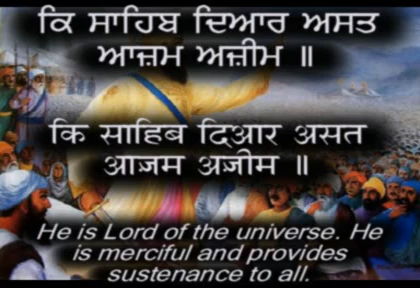 ਕਿ ਸਾਹਿਬ ਦਿਆਰ ਅਸਤ
ਆਜ਼ਮ ਅਜ਼ੀਮ ॥
कि साहिब दिआर असत
आज़म अज़ीम ॥
He is Lord of the universe. He
is merciful and provides
sustenance to all.